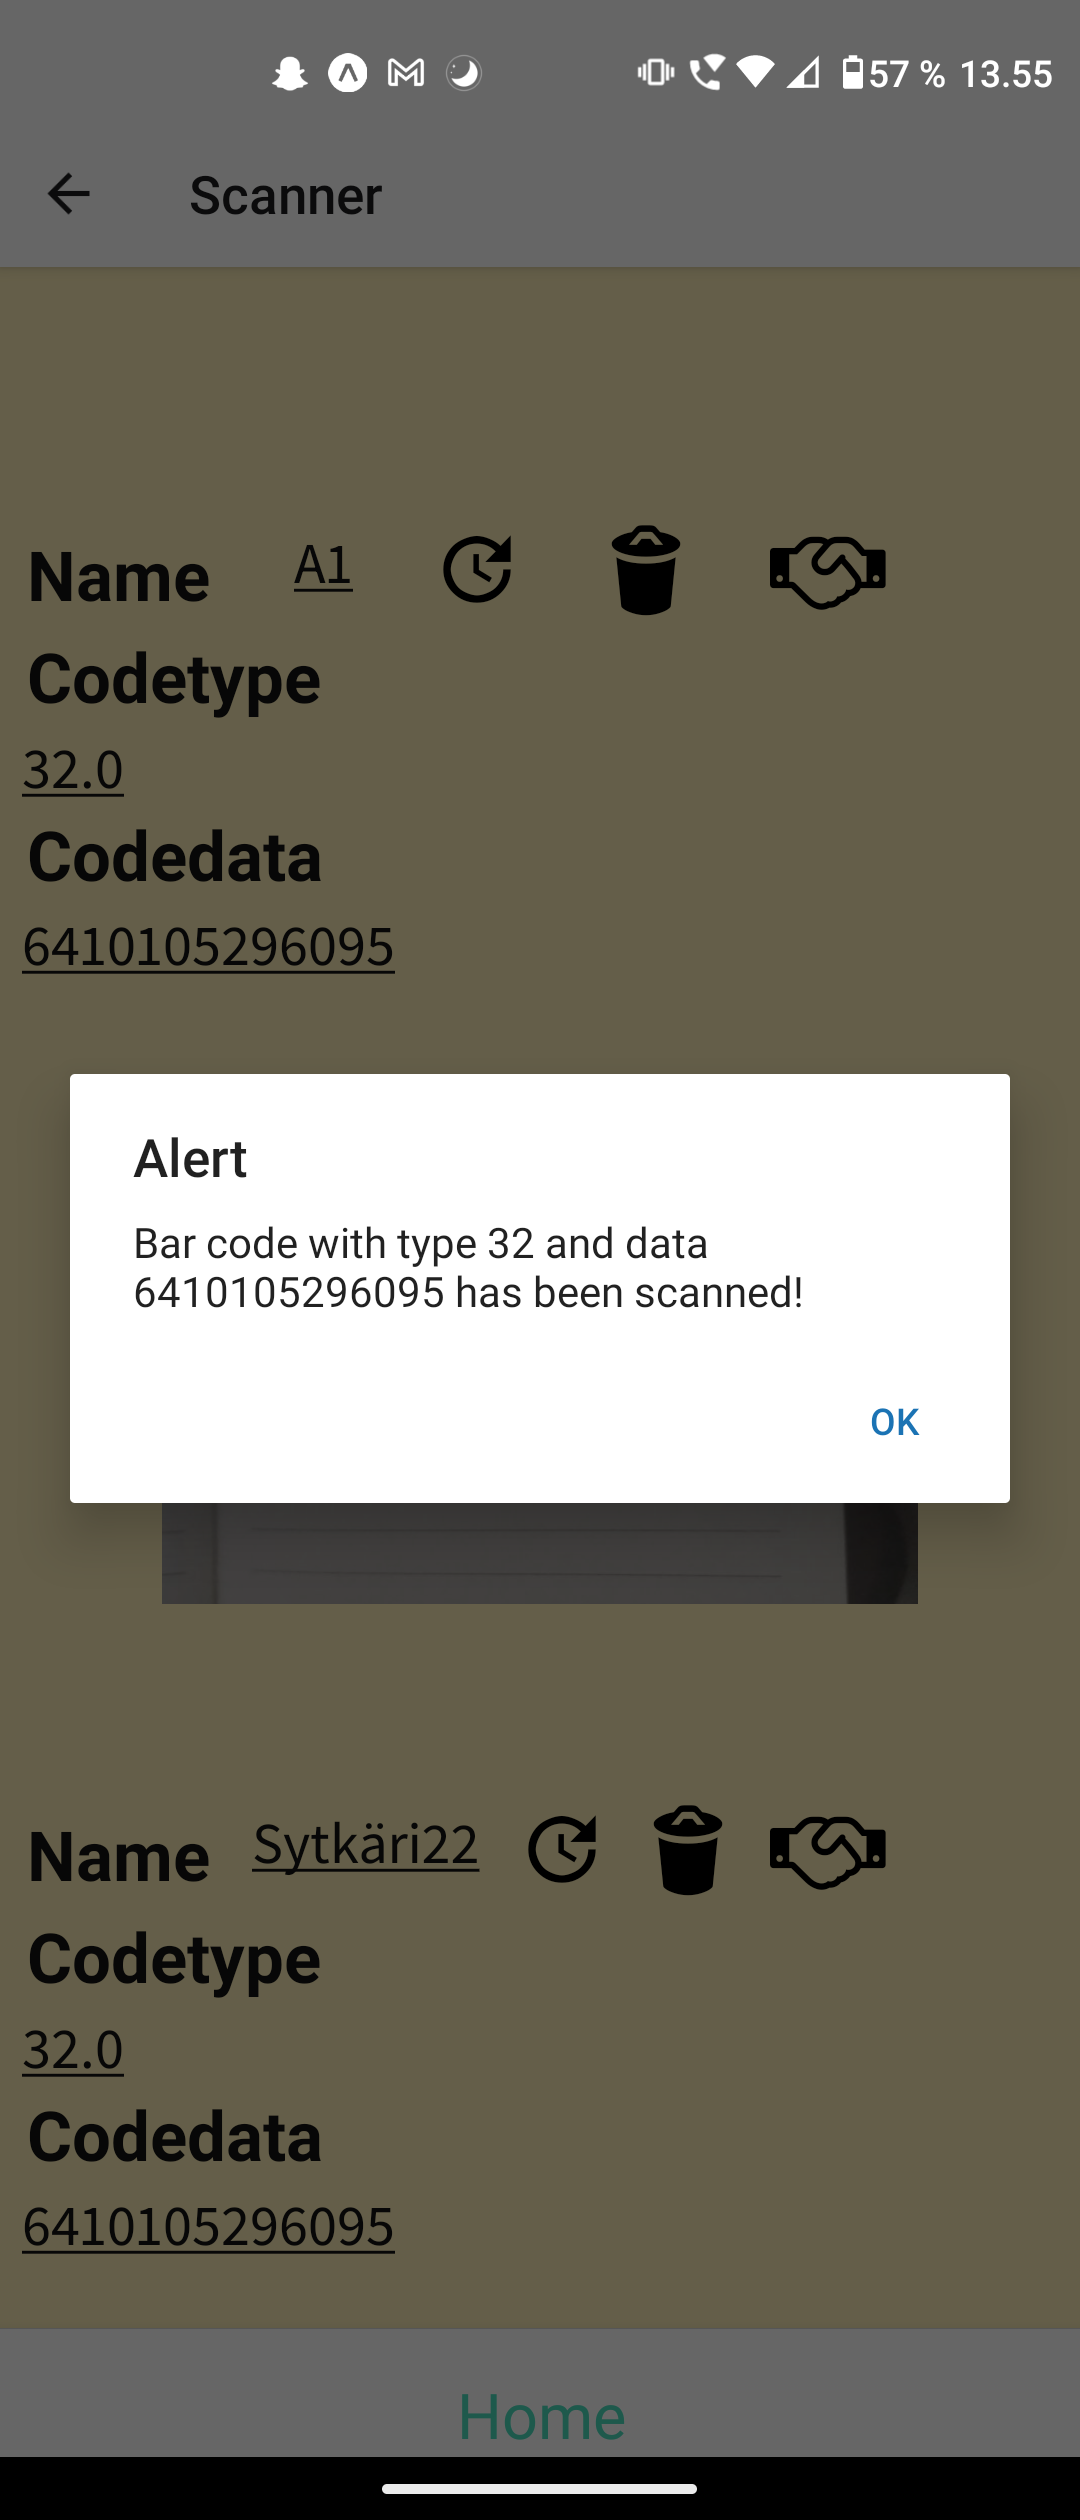 57 % 13.55
Scanner
Name A1
Codetype
32.0
Codedata
6410105296095
Alert
Bar code with type 32 and data
6410105296095 has been scanned!
OK
Name Sytkäri22
Codetype
32.0
Codedata
6410105296095
Home